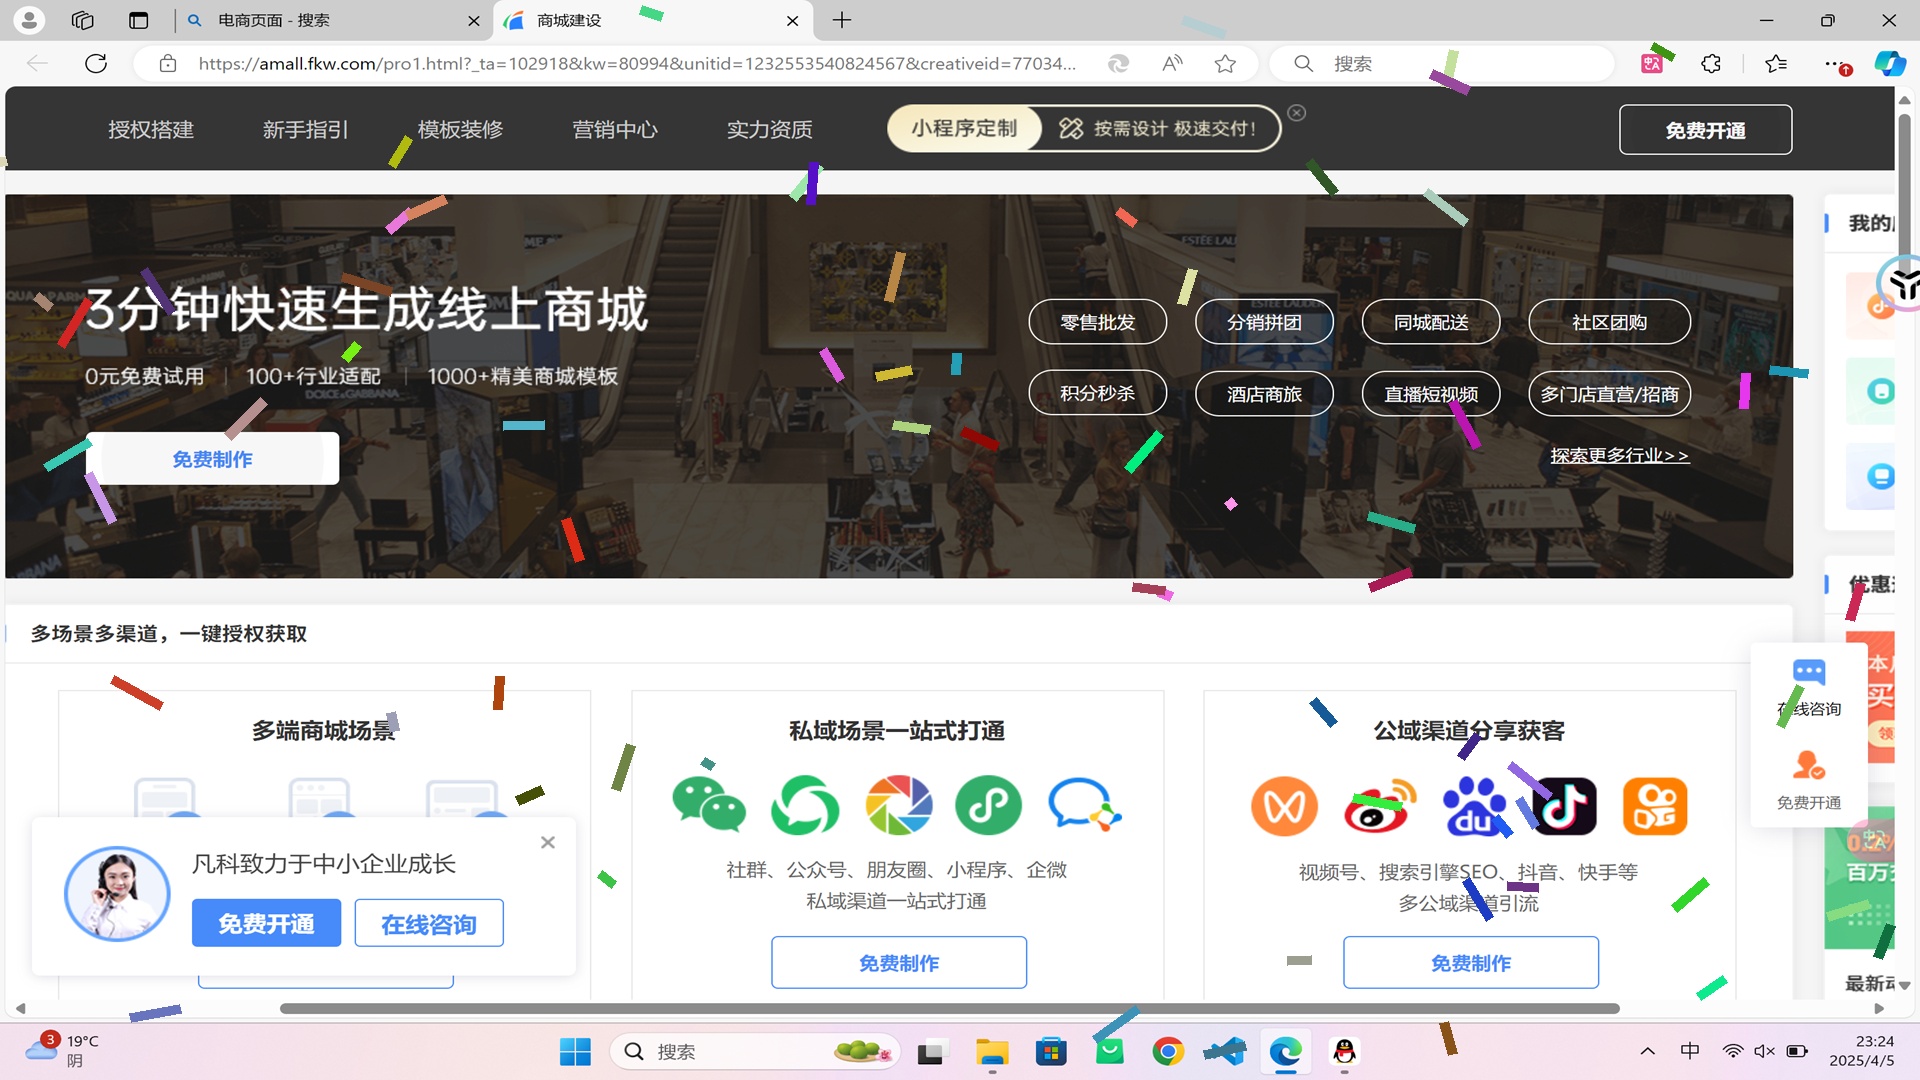 电商页面 - 搜索
商城建设
https://amall.fkw.com/pro1.html?_ta=102918&kw=80994&unitid=1232553540824567&creativeid=77034...
搜索
授权搭建
新手指引
模板装修
营销中心
实力资质
小程序定制
按需设计 极速交付!
免费开通
3分钟快速生成线上商城
0元免费试用 | 100+行业适配 | 1000+精美商城模板
免费制作
零售批发
分销拼团
同城配送
社区团购
积分秒杀
酒店商旅
直播短视频
多门店直营/招商
探索更多行业>>
我的
多场景多渠道，一键授权获取
优惠
多端商城场景
私域场景一站式打通
社群、公众号、朋友圈、小程序、企微
私域渠道一站式打通
免费制作
公域渠道分享获客
du
视频号、搜索引擎SEO、抖音、快手等
多公域渠道引流
免费制作
在线咨询
免费开通
本
买
领
百万
最新
凡科致力于中小企业成长
免费开通
在线咨询
3
19°C
阴
搜索
中
23:24
2025/4/5